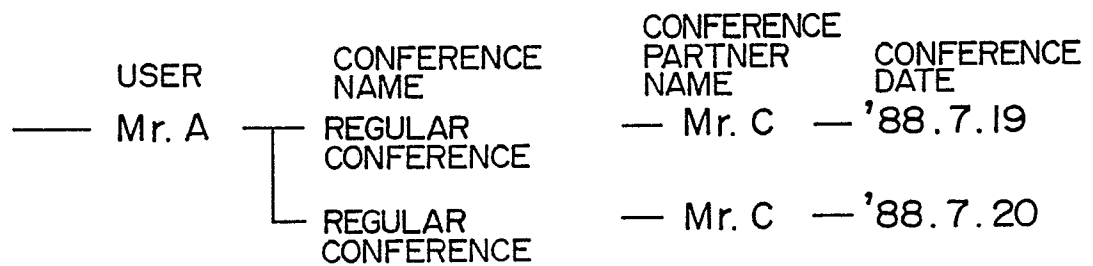 USER
CONFERENCE
NAME
CONFERENCE
PARTNER
NAME
CONFERENCE
DATE
Mr. A
REGULAR
CONFERENCE
Mr. C
'88.7.19
REGULAR
CONFERENCE
Mr. C
'88.7.20